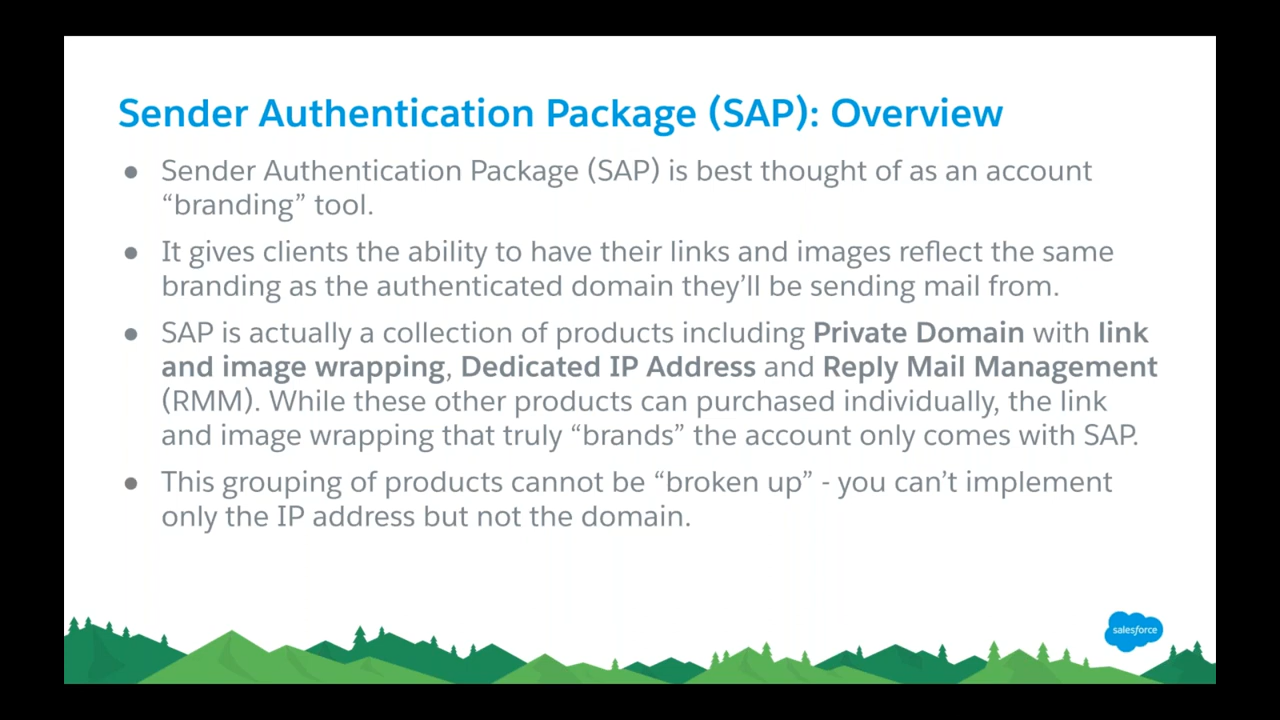 Sender Authentication Package (SAP): Overview
● Sender Authentication Package (SAP) is best thought of as an account
“branding” tool.
● It gives clients the ability to have their links and images reflect the same
branding as the authenticated domain they’ll be sending mail from.
● SAP is actually a collection of products including Private Domain with link
and image wrapping, Dedicated IP Address and Reply Mail Management
(RMM). While these other products can purchased individually, the link
and image wrapping that truly “brands” the account only comes with SAP.
● This grouping of products cannot be “broken up” - you can’t implement
only the IP address but not the domain.
salesforce